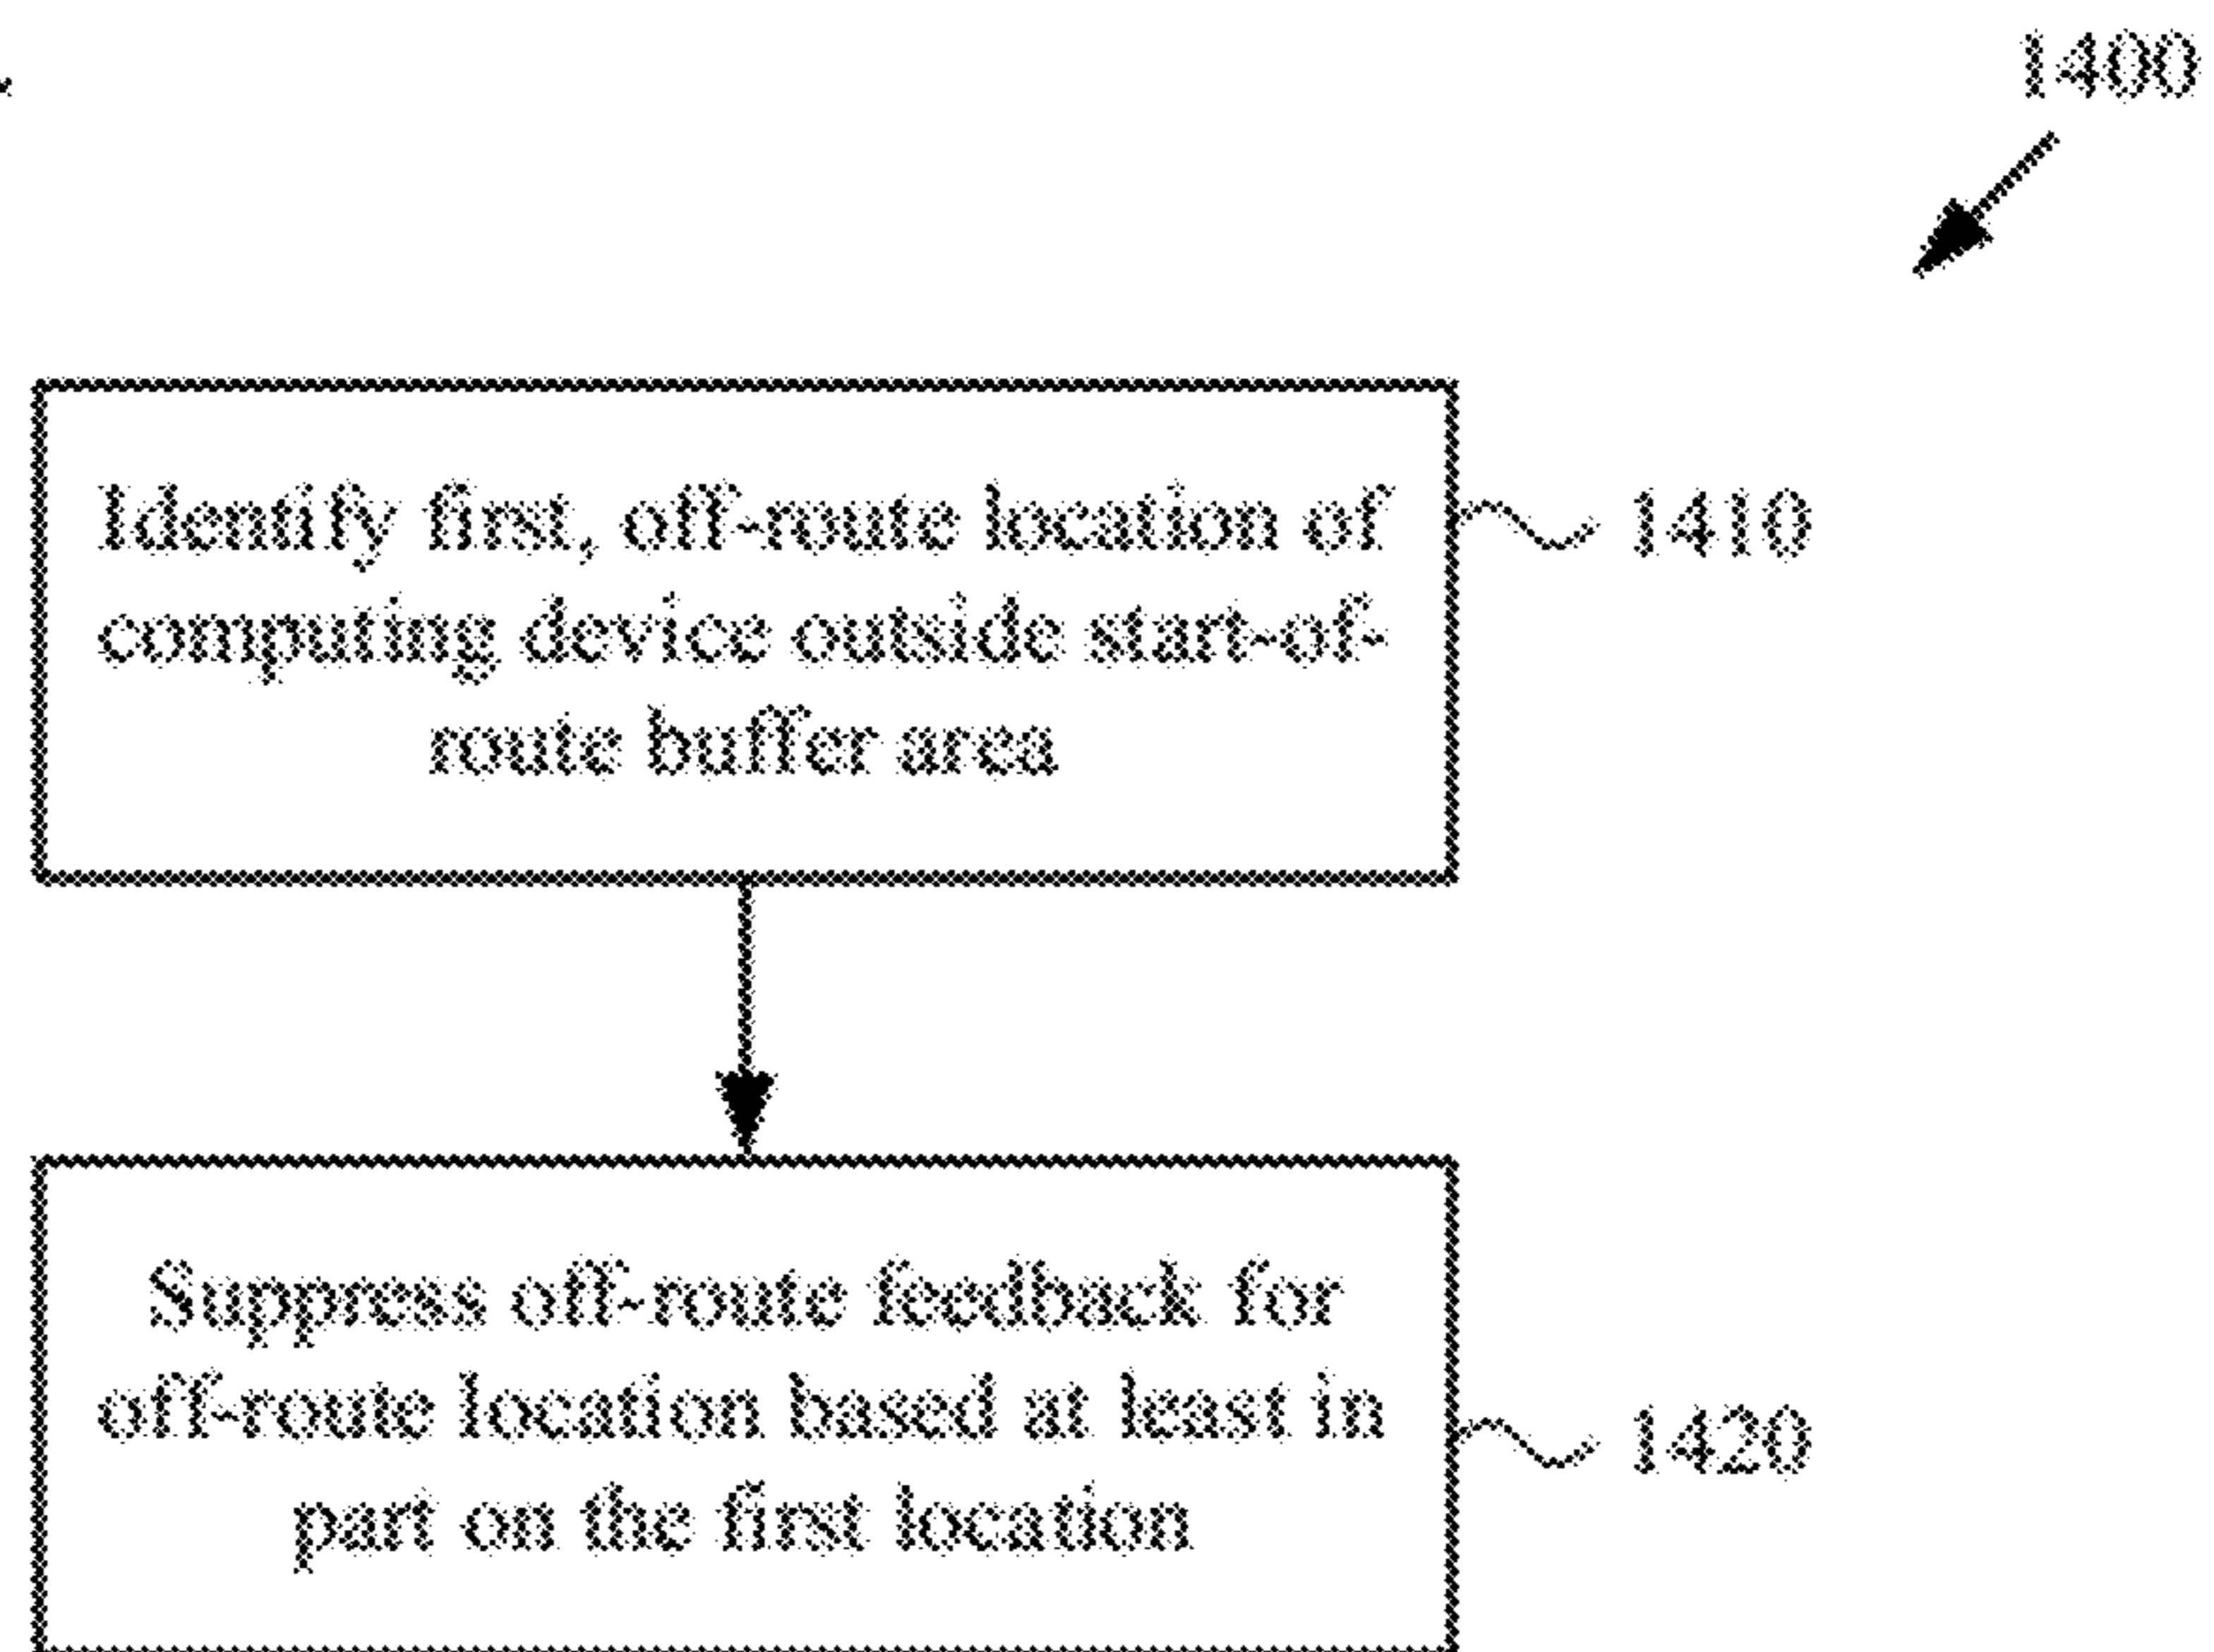 1400
Identify first, off-route location of
computing device outside start-of-
route buffer area
1410
Suppress off-route feedback for
off-route location based at least in
part on the first location
1420